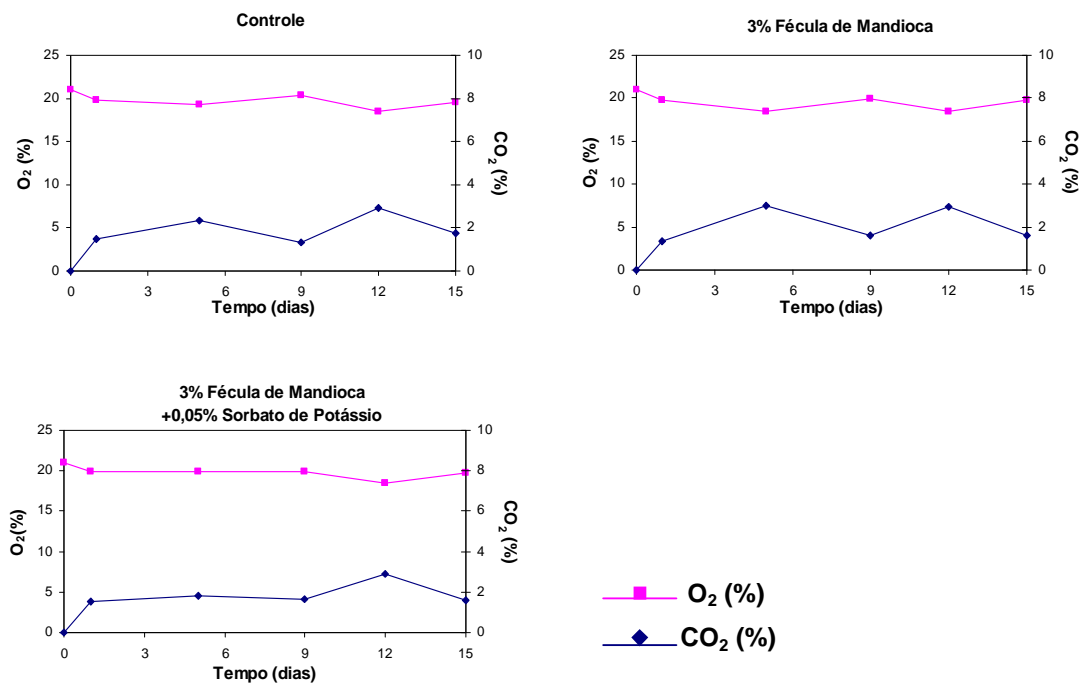 Controle
25
20
15
10
5
0
O₂ (%)
10
8
6
4
2
0
CO₂ (%)
0 3 6 9 12 15
Tempo (dias)
3% Fécula de Mandioca
25
20
15
10
5
0
O₂ (%)
10
8
6
4
2
0
CO₂ (%)
0 3 6 9 12 15
Tempo (dias)
3% Fécula de Mandioca
+0,05% Sorbato de Potássio
25
20
15
10
5
0
O₂(%)
10
8
6
4
2
0
CO₂ (%)
0 3 6 9 12 15
Tempo (dias)
O₂ (%)
CO₂ (%)